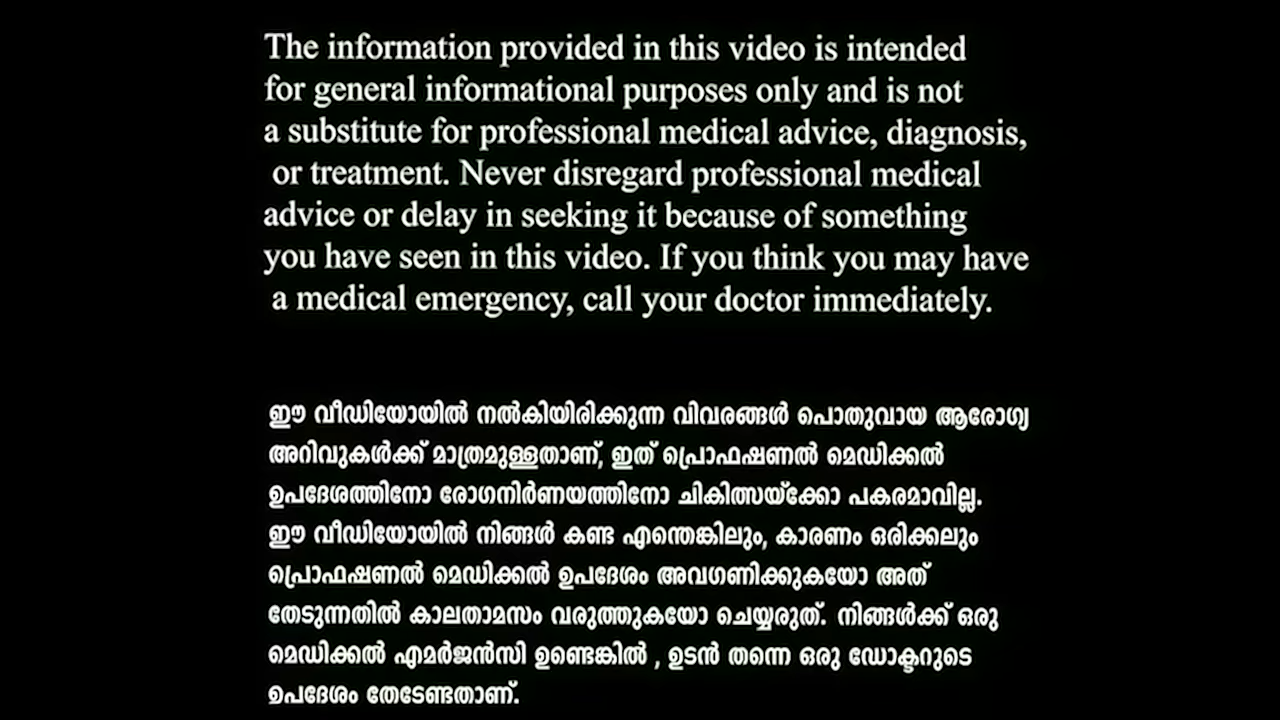 The information provided in this video is intended
for general informational purposes only and is not
a substitute for professional medical advice, diagnosis,
or treatment. Never disregard professional medical
advice or delay in seeking it because of something
you have seen in this video. If you think you may have
a medical emergency, call your doctor immediately.
ഈ വീഡിയോയിൽ നൽകിയിരിക്കുന്ന വിവരങ്ങൾ പൊതുവായ ആരോഗ്യ
അറിവുകൾക്ക് മാത്രമുള്ളതാണ്, ഇത് പ്രൊഫഷണൽ മെഡിക്കൽ
ഉപദേശത്തിനോ രോഗനിർണയത്തിനോ ചികിത്സയ്ക്കോ പകരമാവില്ല.
ഈ വീഡിയോയിൽ നിങ്ങൾ കണ്ട എന്തെങ്കിലും, കാരണം ഒരിക്കലും
പ്രൊഫഷണൽ മെഡിക്കൽ ഉപദേശം അവഗണിക്കുകയോ അത്
തേടുന്നതിൽ കാലതാമസം വരുത്തുകയോ ചെയ്യരുത്. നിങ്ങൾക്ക് ഒരു
മെഡിക്കൽ എമർജൻസി ഉണ്ടെങ്കിൽ , ഉടൻ തന്നെ ഒരു ഡോക്ടറുടെ
ഉപദേശം തേടേണ്ടതാണ്.